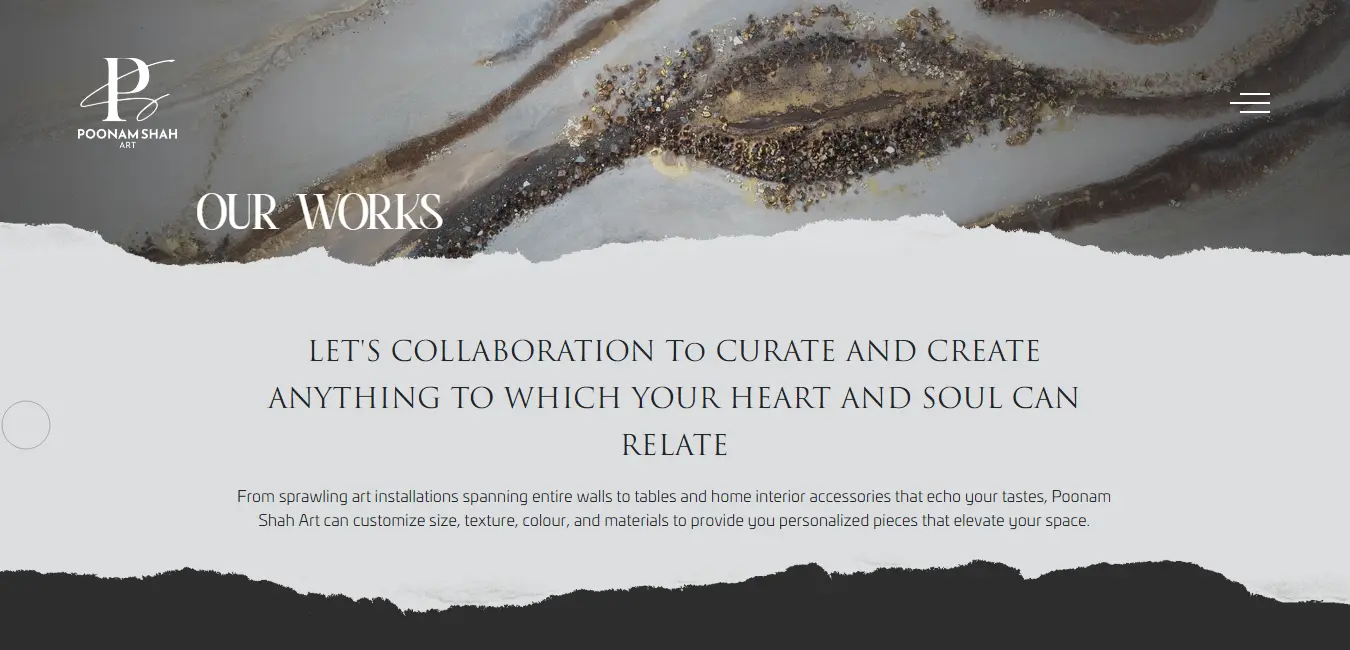 POONAM SHAH
ART
OUR WORKS
LET'S COLLABORATION To CURATE AND CREATE
ANYTHING TO WHICH YOUR HEART AND SOUL CAN
RELATE
From sprawling art installations spanning entire walls to tables and home interior accessories that echo your tastes, Poonam
Shah Art can customize size, texture, colour, and materials to provide you personalized pieces that elevate your space.